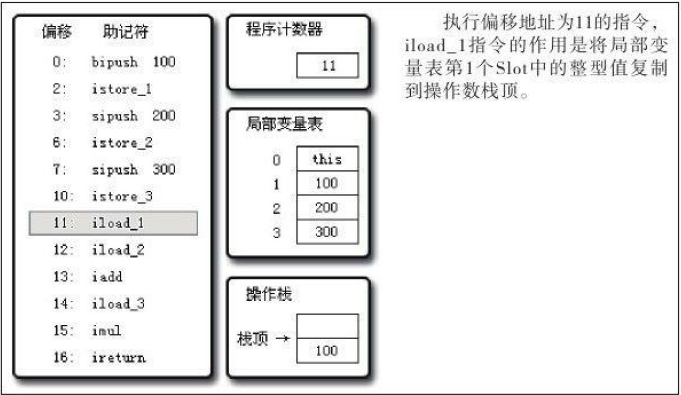 偏移 助记符
0: bipush 100
2: istore_1
3: sipush 200
6: istore_2
7: sipush 300
10: istore_3
11: iload_1
12: iload_2
13: iadd
14: iload_3
15: imul
16: ireturn
程序计数器
11
局部变量表
0 this
1 100
2 200
3 300
操作栈
栈顶 →
100
执行偏移地址为11的指令,
iload_1指令的作用是将局部变
量表第1个Slot中的整型值复制
到操作数栈顶。